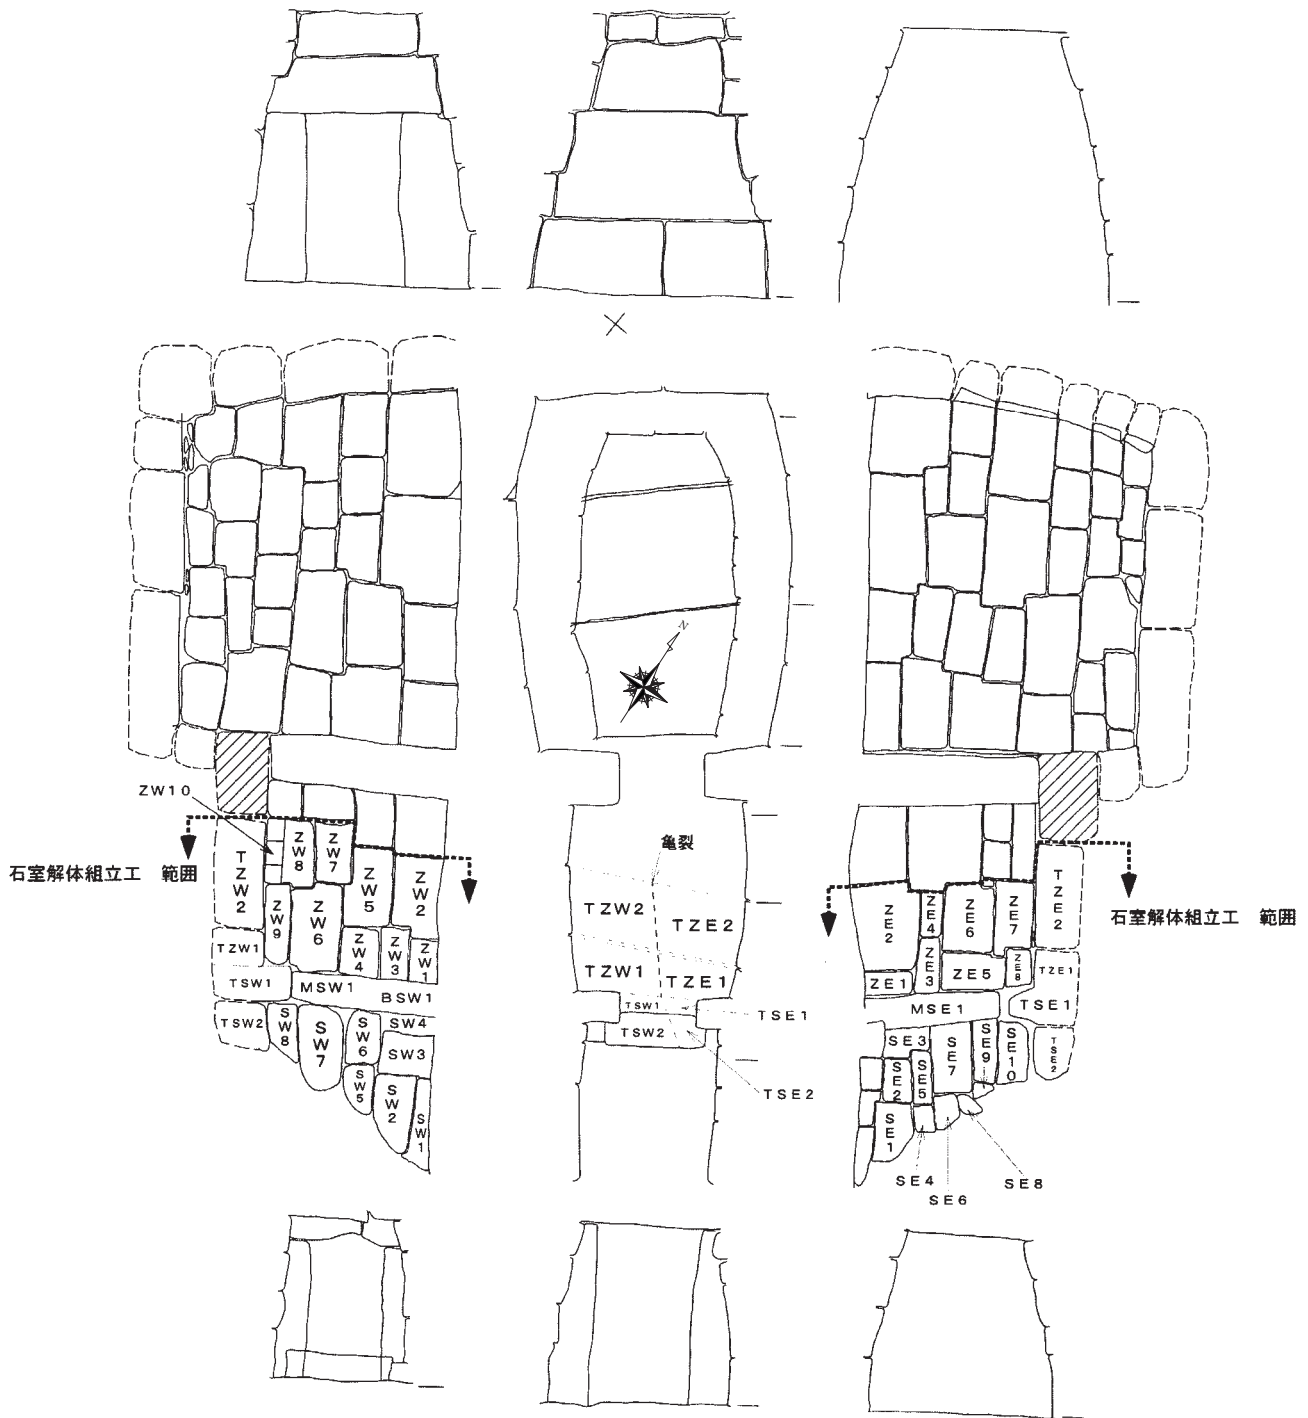 N
ZW10
石室解体組立工 範囲
TZW2
ZW8
ZW7
ZW5
ZW2
ZW9
ZW6
TZW1
ZW4
ZW3
ZW1
TSW1
MSW1
BSW1
TSW2
SW8
SW7
SW6
SW4
SW3
SW5
SW2
SW1
亀裂
TZW2
TZE2
TZW1
TZE1
TSW1
TSE1
TSW2
TSE2
石室解体組立工 範囲
TZE2
ZE2
ZE4
ZE6
ZE7
ZE1
ZE3
ZE5
ZE8
TZE1
MSE1
TSE1
SE3
SE7
SE9
SE10
TSE2
SE2
SE5
SE1
SE4
SE6
SE8